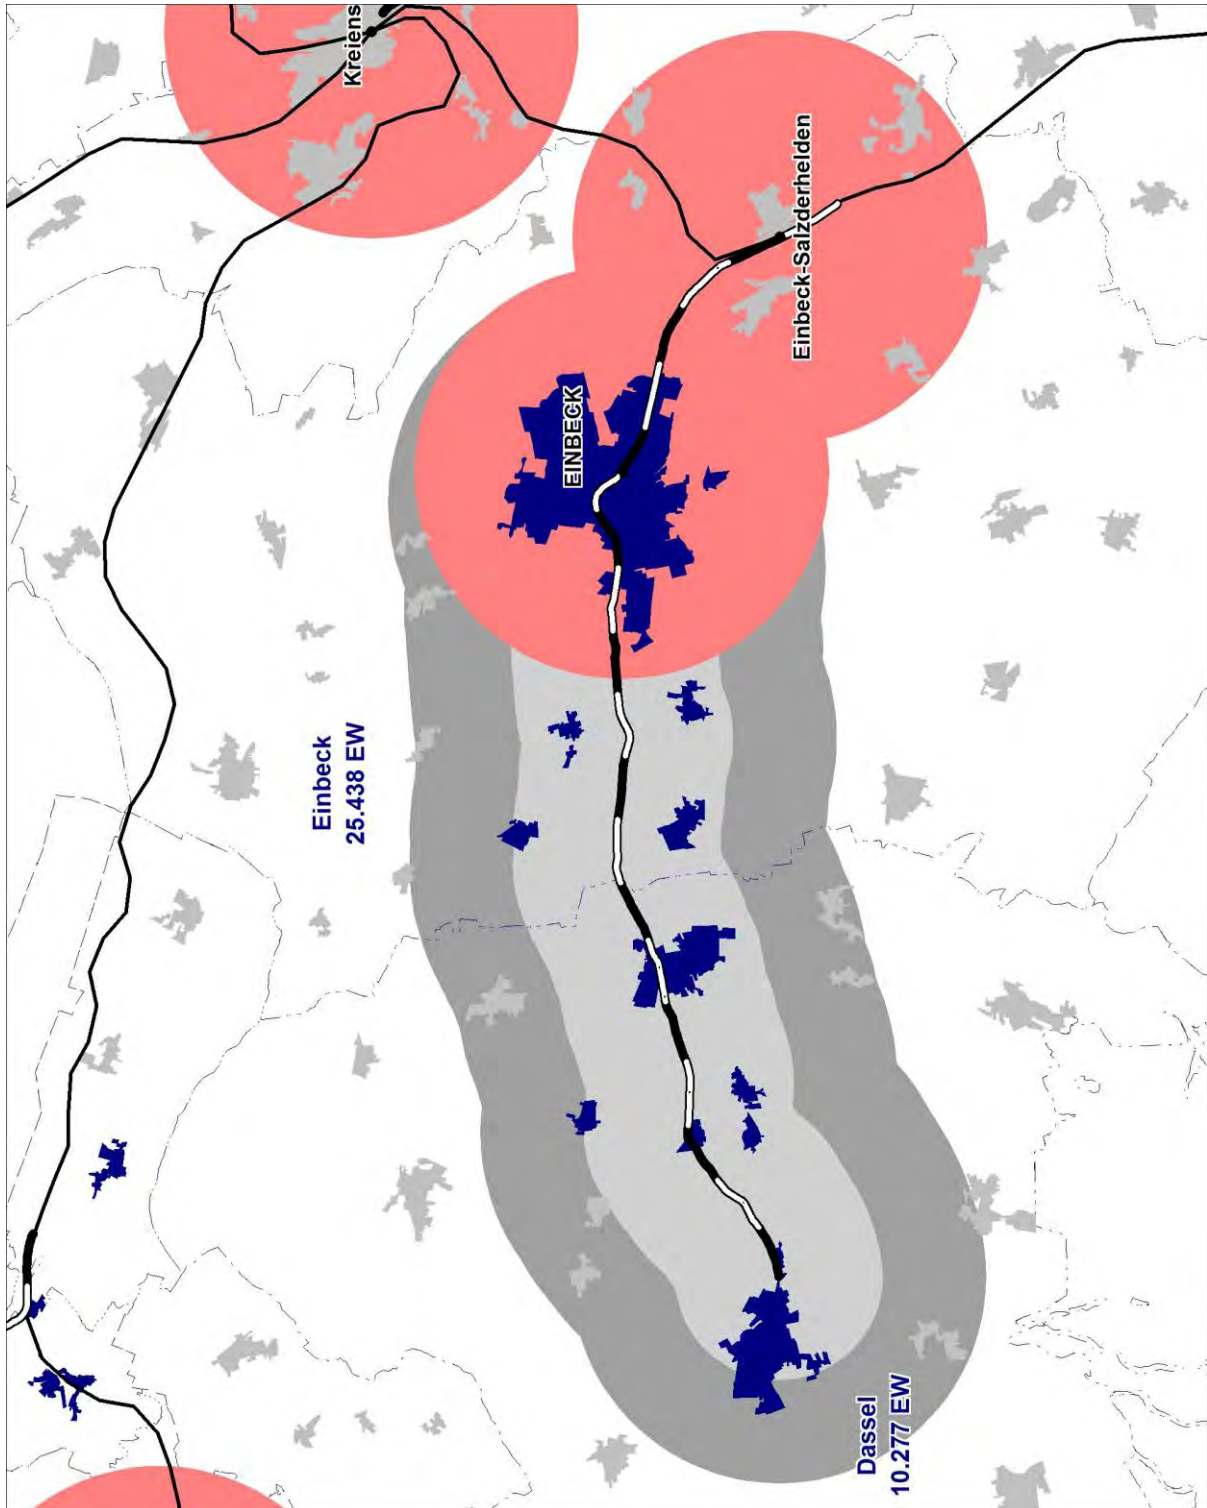 Kreiens
Einbeck-Salzderhelden
EINBECK
Einbeck
25.438 EW
Dassel
10.277 EW